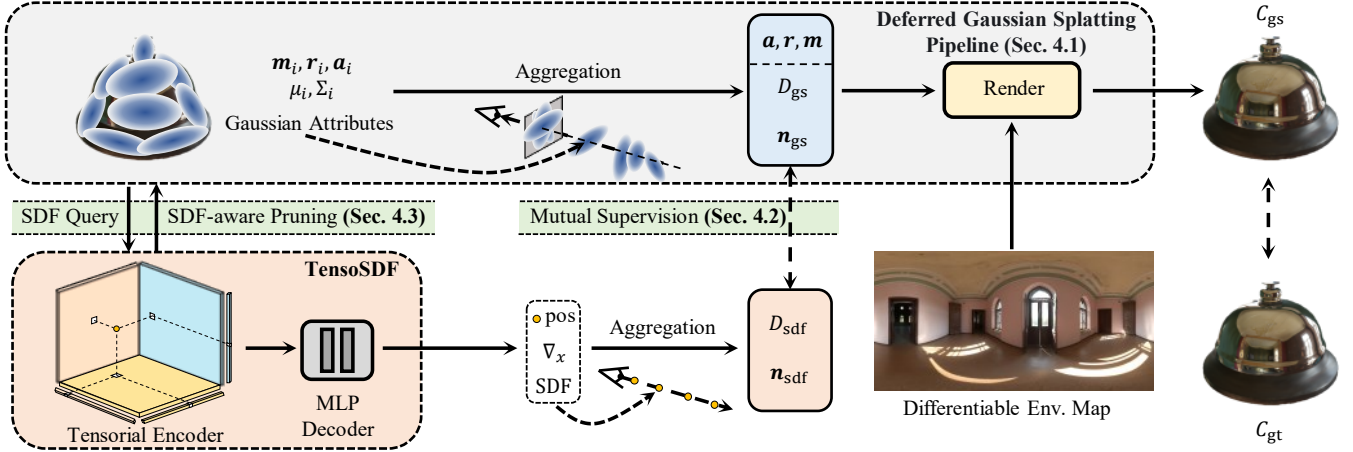 Deferred Gaussian Splatting
Pipeline (Sec. 4.1)
C_gs
m_i, r_i, a_i
μ_i, Σ_i
Gaussian Attributes
Aggregation
a, r, m
D_gs
n_gs
Render
SDF Query
SDF-aware Pruning (Sec. 4.3)
Mutual Supervision (Sec. 4.2)
TensoSDF
Tensorial Encoder
MLP
Decoder
pos
∇_x
SDF
Aggregation
D_sdf
n_sdf
Differentiable Env. Map
C_gt